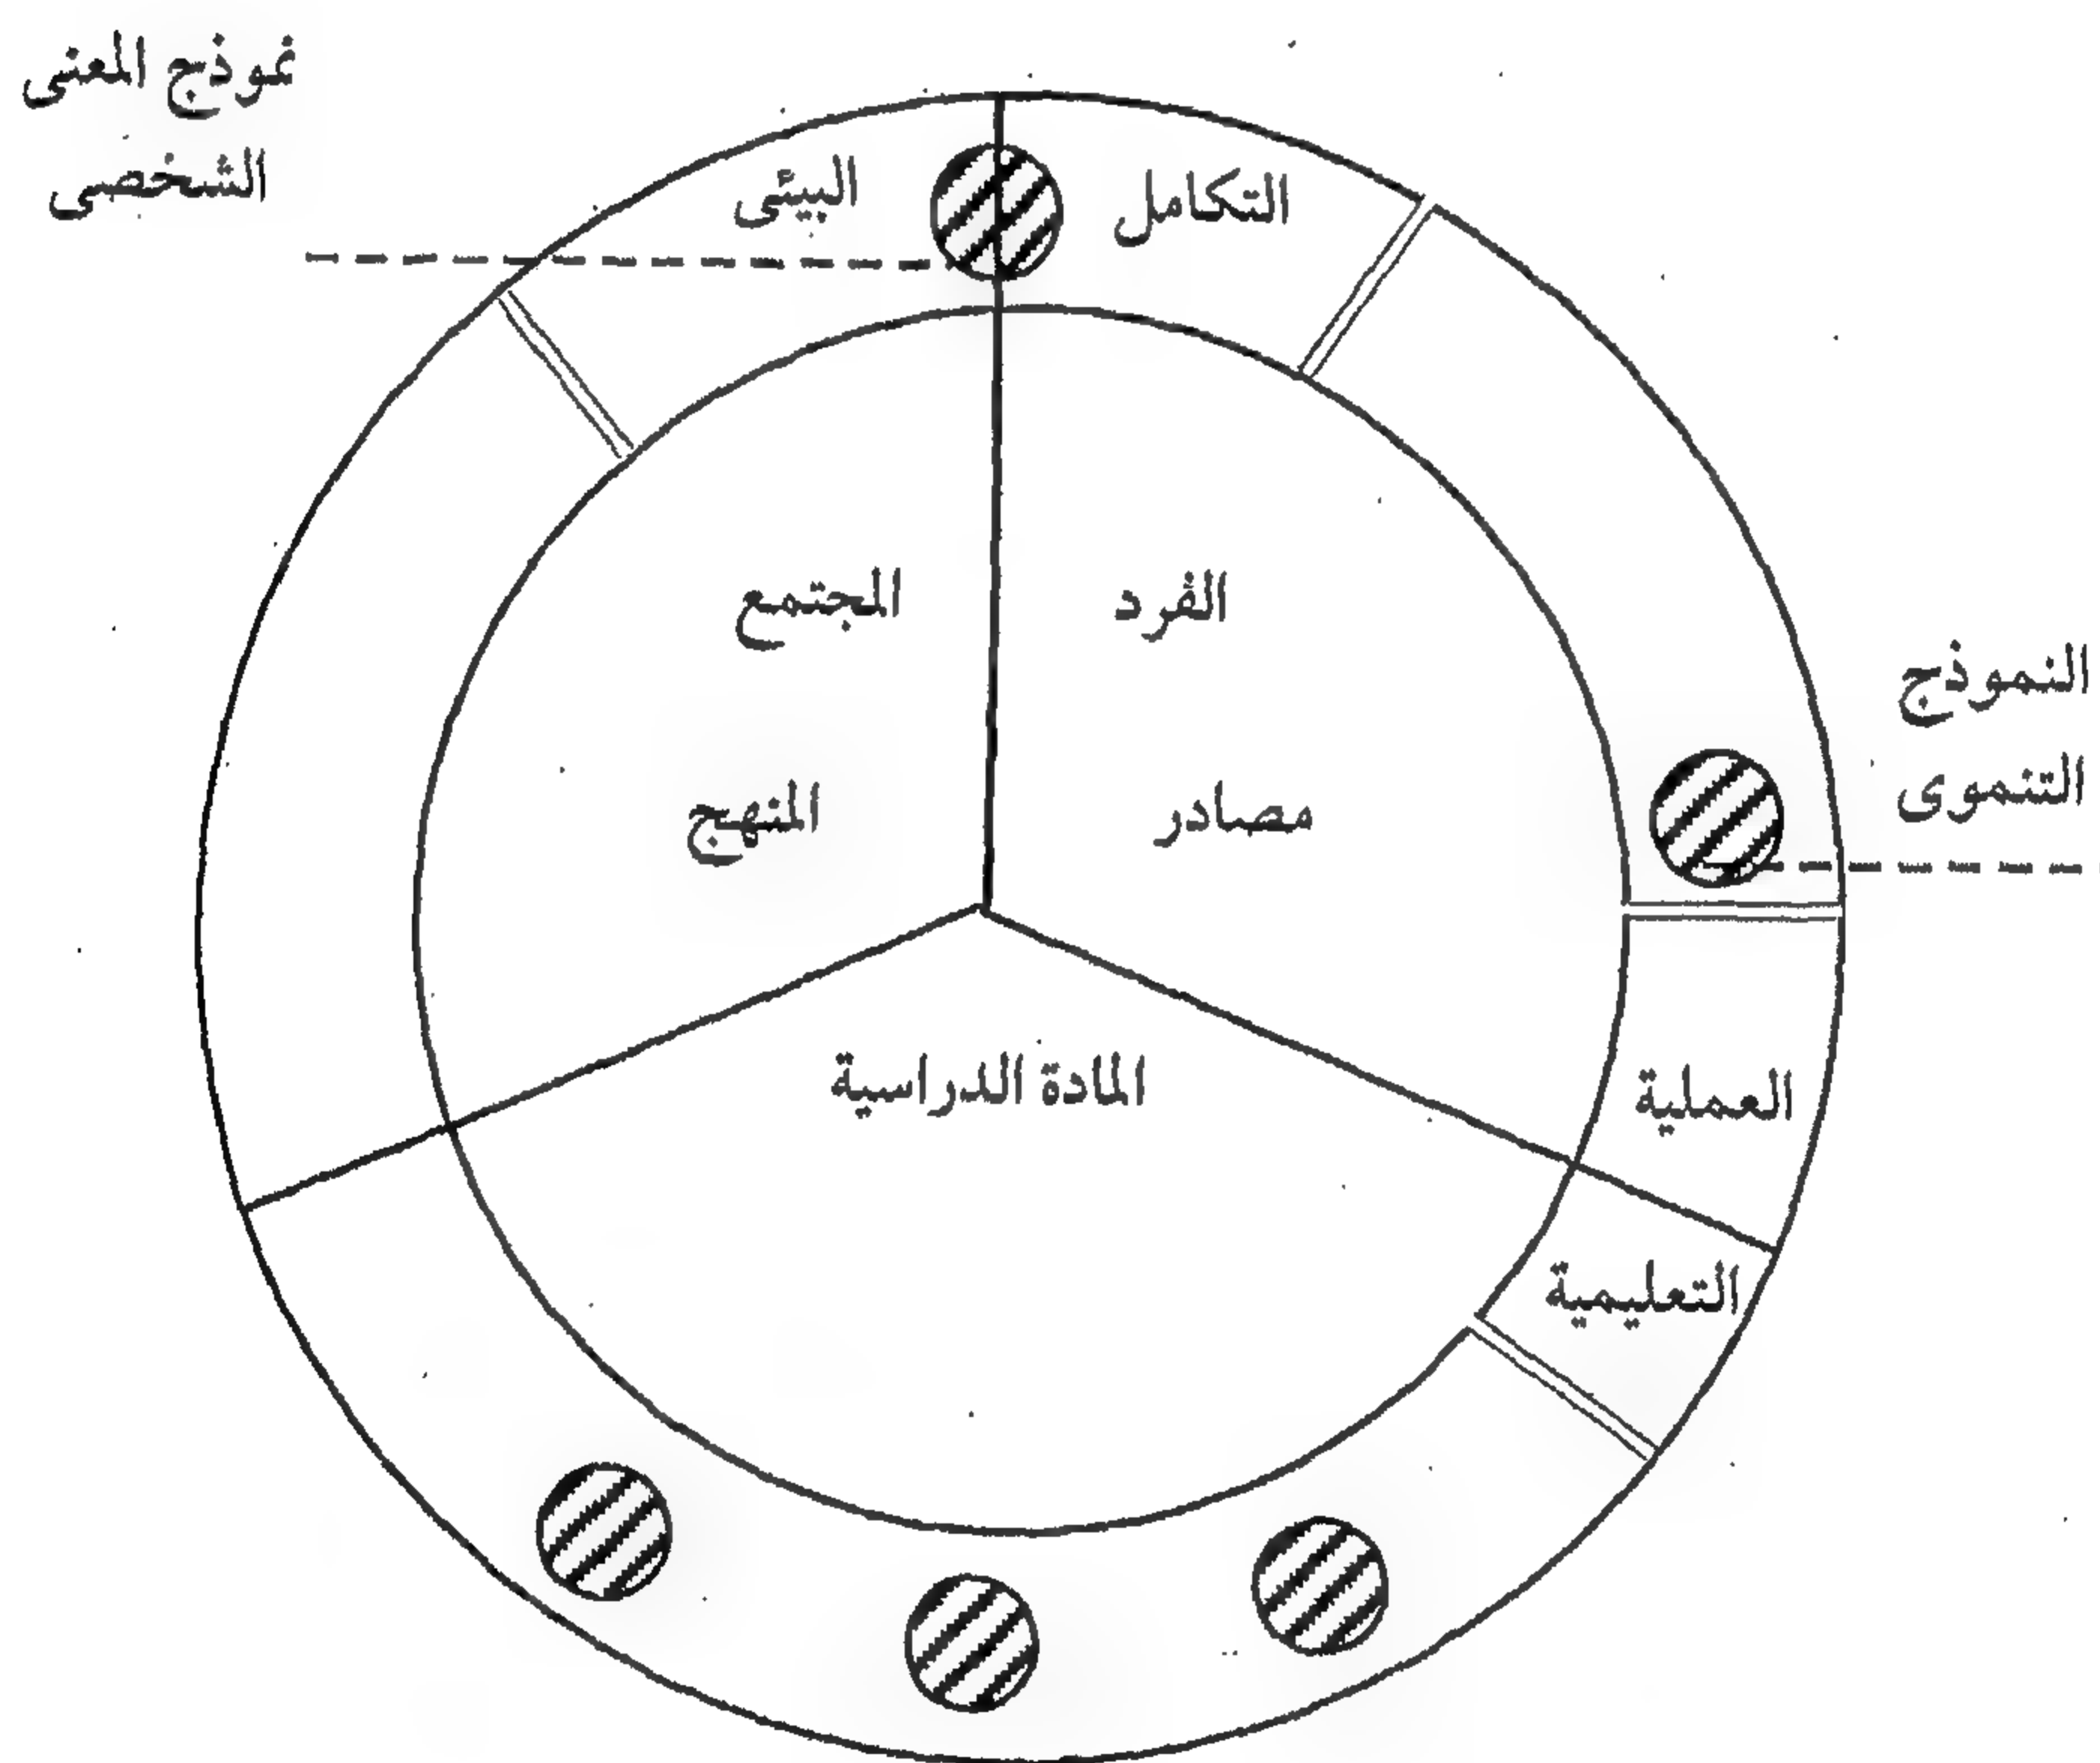 نموذج المعنى
الشخصى
التكامل
البيئى
الفرد
المجتمع
النموذج
التنموى
مصادر
المنهج
المادة الدراسية
العملية
التعليمية